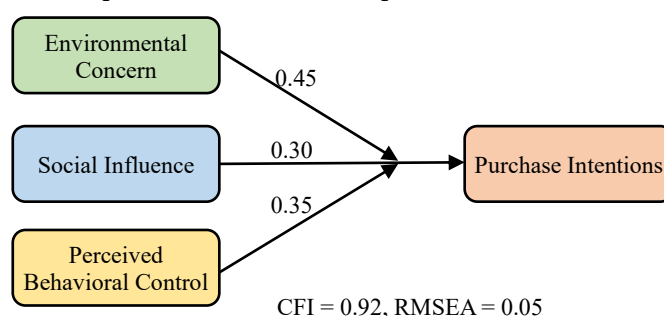 Environmental
Concern
0.45
Social Influence
0.30
Purchase Intentions
0.35
Perceived
Behavioral Control
CFI = 0.92, RMSEA = 0.05